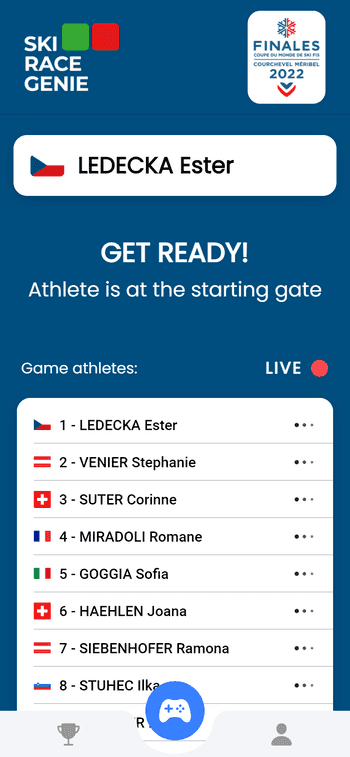 SKI
RACE
GENIE
FINALES
COUPE DU MONDE DE SKI FIS
COURCHEVEL MÉRIBEL
2022
LEDECKA Ester
GET READY!
Athlete is at the starting gate
Game athletes: LIVE
1 - LEDECKA Ester
2 - VENIER Stephanie
3 - SUTER Corinne
4 - MIRADOLI Romane
5 - GOGGIA Sofia
6 - HAEHLEN Joana
7 - SIEBENHOFER Ramona
8 - STUHEC Ilka